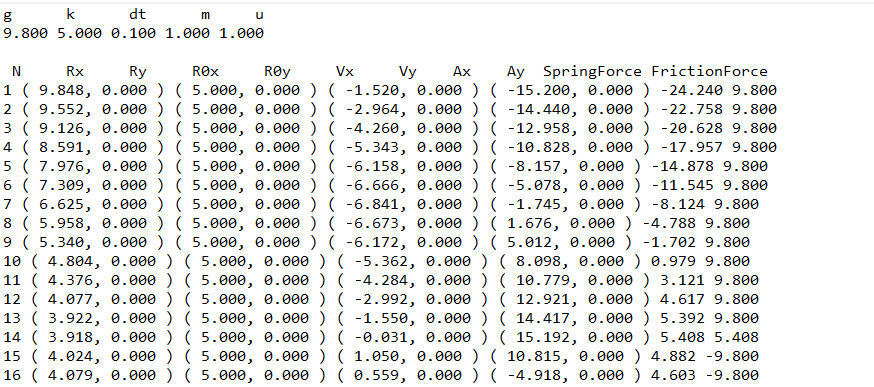 g k dt m u
9.800 5.000 0.100 1.000 1.000
N Rx Ry R0x R0y Vx Vy Ax Ay SpringForce FrictionForce
1 ( 9.848, 0.000 ) ( 5.000, 0.000 ) ( -1.520, 0.000 ) ( -15.200, 0.000 ) -24.240 9.800
2 ( 9.552, 0.000 ) ( 5.000, 0.000 ) ( -2.964, 0.000 ) ( -14.440, 0.000 ) -22.758 9.800
3 ( 9.126, 0.000 ) ( 5.000, 0.000 ) ( -4.260, 0.000 ) ( -12.958, 0.000 ) -20.628 9.800
4 ( 8.591, 0.000 ) ( 5.000, 0.000 ) ( -5.343, 0.000 ) ( -10.828, 0.000 ) -17.957 9.800
5 ( 7.976, 0.000 ) ( 5.000, 0.000 ) ( -6.158, 0.000 ) ( -8.157, 0.000 ) -14.878 9.800
6 ( 7.309, 0.000 ) ( 5.000, 0.000 ) ( -6.666, 0.000 ) ( -5.078, 0.000 ) -11.545 9.800
7 ( 6.625, 0.000 ) ( 5.000, 0.000 ) ( -6.841, 0.000 ) ( -1.745, 0.000 ) -8.124 9.800
8 ( 5.958, 0.000 ) ( 5.000, 0.000 ) ( -6.673, 0.000 ) ( 1.676, 0.000 ) -4.788 9.800
9 ( 5.340, 0.000 ) ( 5.000, 0.000 ) ( -6.172, 0.000 ) ( 5.012, 0.000 ) -1.702 9.800
10 ( 4.804, 0.000 ) ( 5.000, 0.000 ) ( -5.362, 0.000 ) ( 8.098, 0.000 ) 0.979 9.800
11 ( 4.376, 0.000 ) ( 5.000, 0.000 ) ( -4.284, 0.000 ) ( 10.779, 0.000 ) 3.121 9.800
12 ( 4.077, 0.000 ) ( 5.000, 0.000 ) ( -2.992, 0.000 ) ( 12.921, 0.000 ) 4.617 9.800
13 ( 3.922, 0.000 ) ( 5.000, 0.000 ) ( -1.550, 0.000 ) ( 14.417, 0.000 ) 5.392 9.800
14 ( 3.918, 0.000 ) ( 5.000, 0.000 ) ( -0.031, 0.000 ) ( 15.192, 0.000 ) 5.408 5.408
15 ( 4.024, 0.000 ) ( 5.000, 0.000 ) ( 1.050, 0.000 ) ( 10.815, 0.000 ) 4.882 -9.800
16 ( 4.079, 0.000 ) ( 5.000, 0.000 ) ( 0.559, 0.000 ) ( -4.918, 0.000 ) 4.603 -9.800